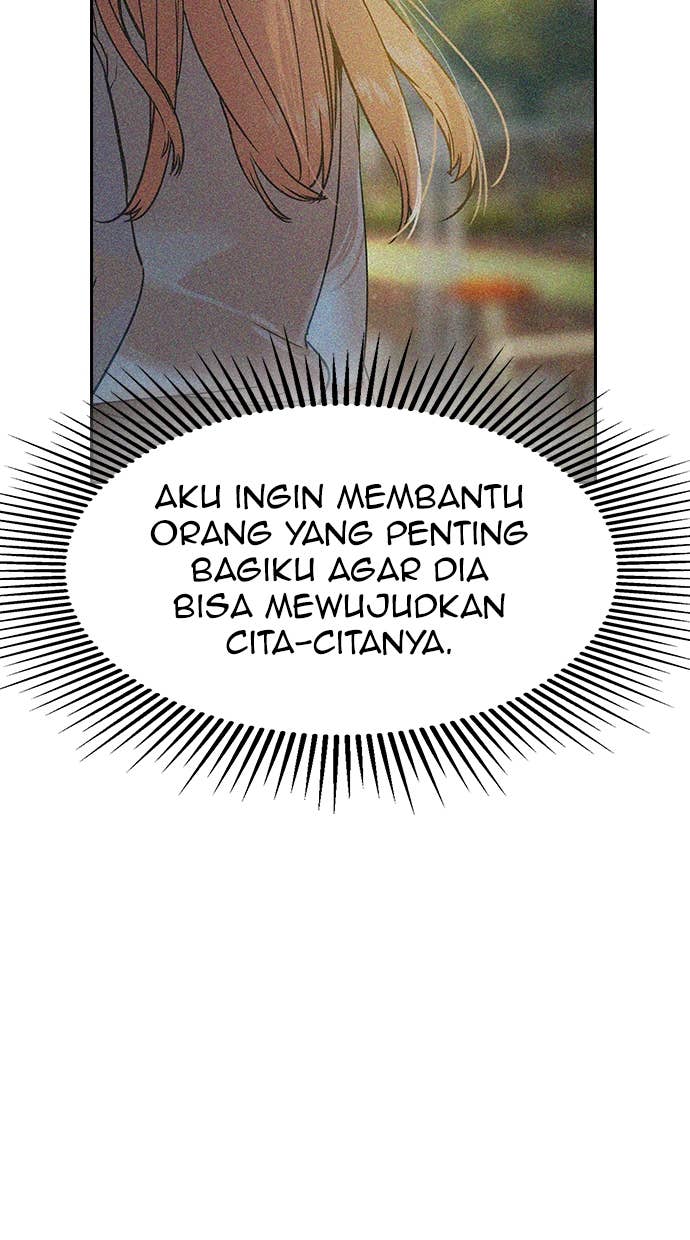 AKU INGIN MEMBANTU
ORANG YANG PENTING
BAGIKU AGAR DIA
BISA MEWUJUDKAN
CITA-CITANYA.